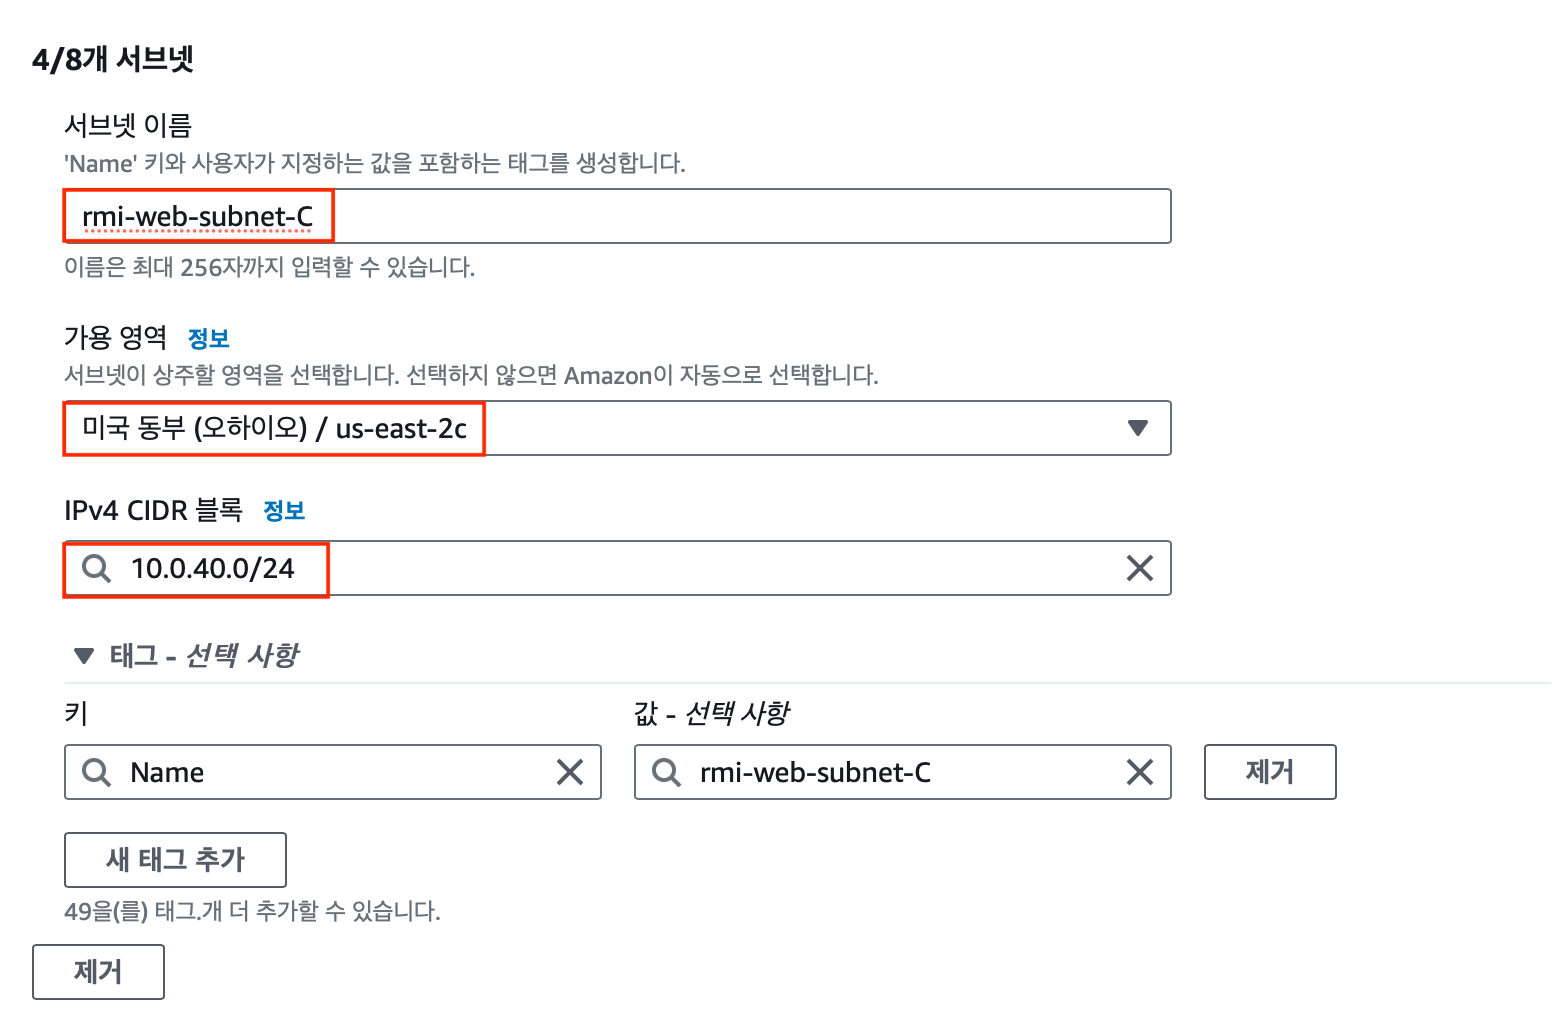 4/8개 서브넷
서브넷 이름
'Name' 키와 사용자가 지정하는 값을 포함하는 태그를 생성합니다.
rmi-web-subnet-C
이름은 최대 256자까지 입력할 수 있습니다.
가용 영역 정보
서브넷이 상주할 영역을 선택합니다. 선택하지 않으면 Amazon이 자동으로 선택합니다.
미국 동부 (오하이오) / us-east-2c
IPv4 CIDR 블록 정보
10.0.40.0/24
태그 - 선택 사항
키 값 - 선택 사항
Name rmi-web-subnet-C 제거
새 태그 추가
49을(를) 태그.개 더 추가할 수 있습니다.
제거